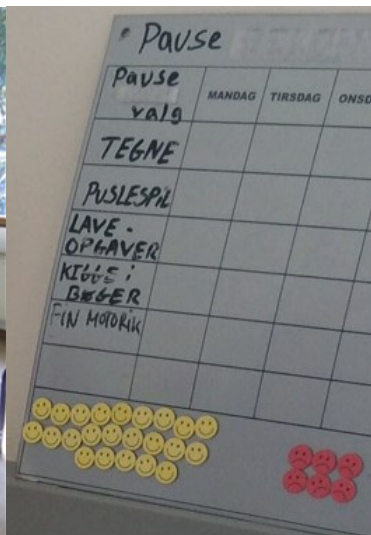 • Pause
Pause
valg
MANDAG TIRSDAG ONSD
TEGNE
PUSLESPIL
LAVE -
OPGAVER
KIGGE i
BØGER
FIN MOTORIK